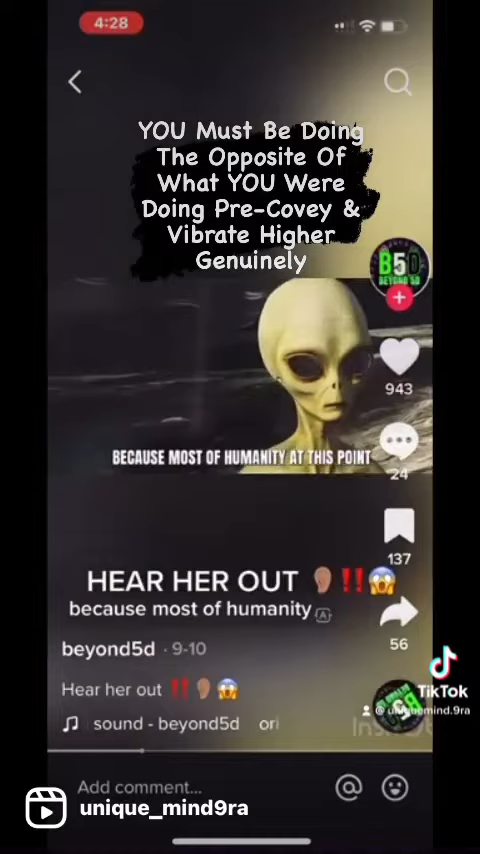 4:28
YOU Must Be Doing
The Opposite Of
What YOU Were
Doing Pre-Covey &
Vibrate Higher
Genuinely
B5D
BEYOND 5D
943
BECAUSE MOST OF HUMANITY AT THIS POINT
24
137
HEAR HER OUT 👂🏽‼️😱
because most of humanity
A
56
beyond5d · 9-10
Hear her out ‼️👂🏽😱
TikTok
@uniquemind.9ra
sound - beyond5d ori
Add comment...
unique_mind9ra